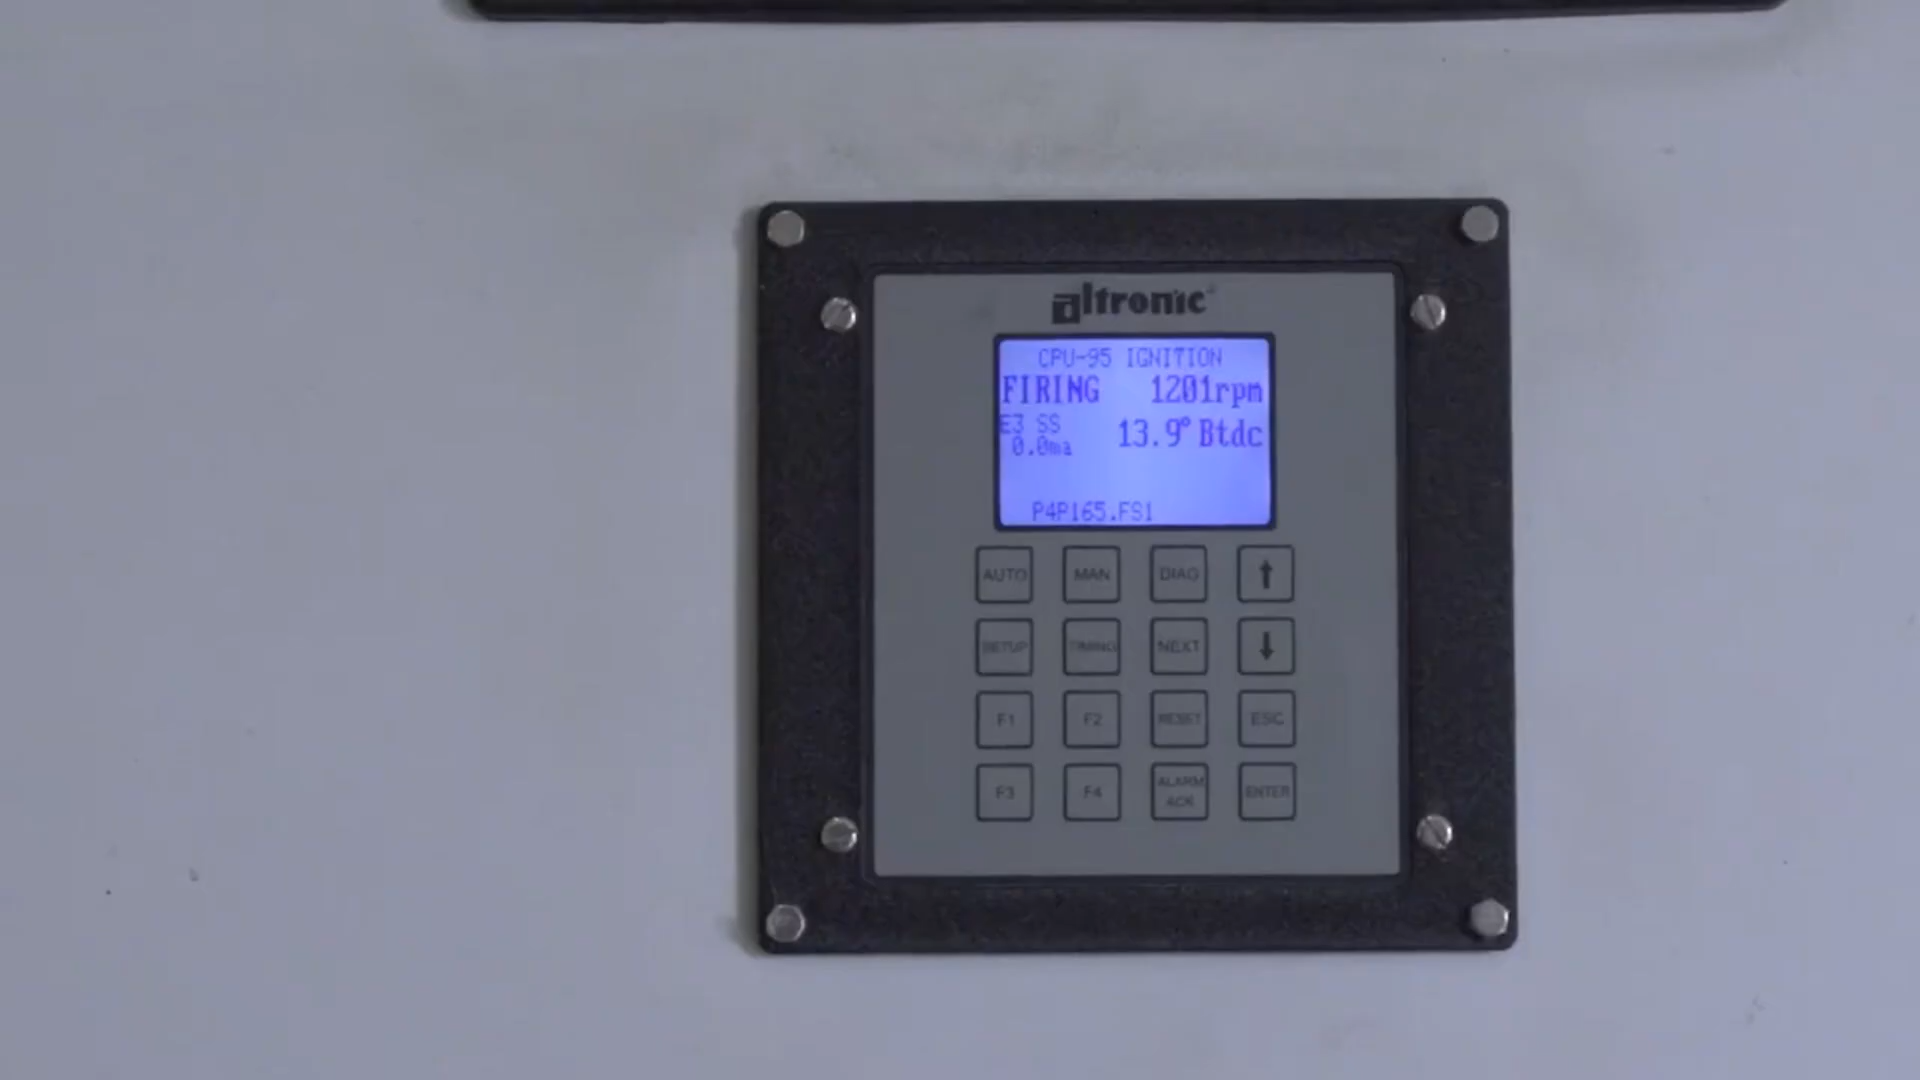 altronic
CPU-95 IGNITION
FIRING 1201rpm
E3 SS 13.9° Btdc
0.0ma
P4P165.FS1
AUTO MAN DIAG ↑
SETUP TIMING NEXT ↓
F1 F2 RESET ESC
F3 F4 ALARM ACK ENTER